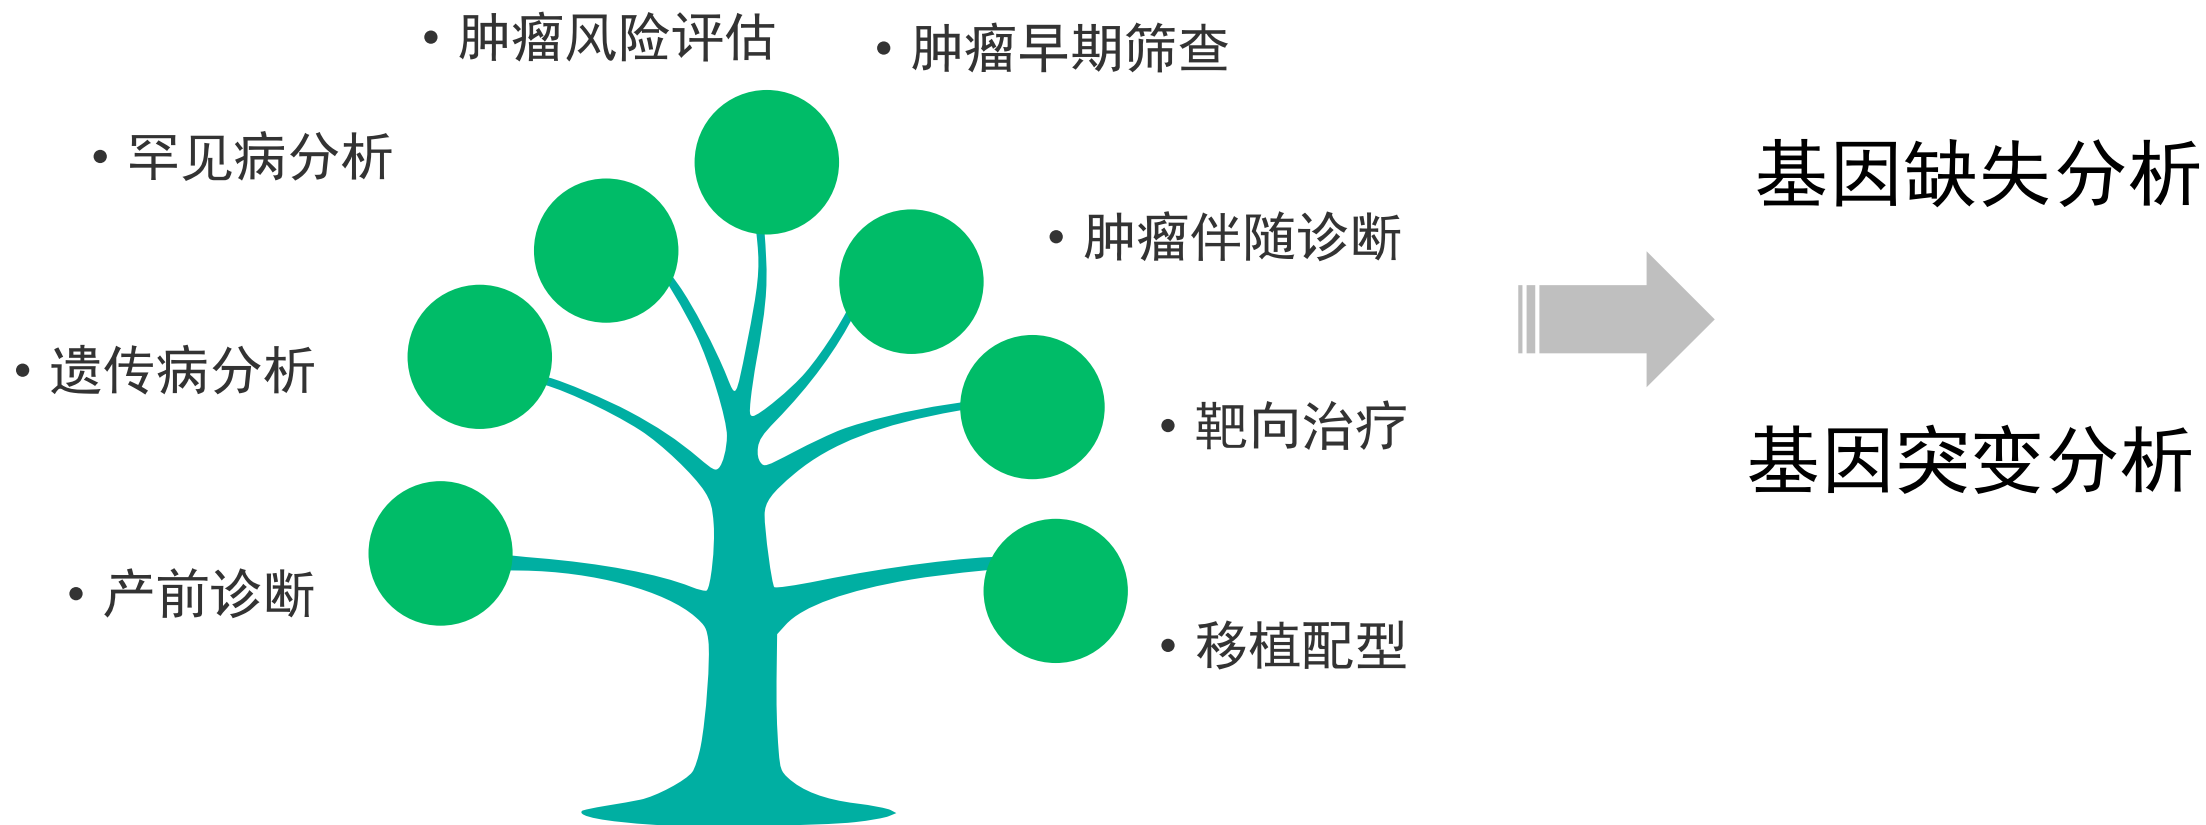 • 肿瘤风险评估
• 肿瘤早期筛查
• 罕见病分析
• 肿瘤伴随诊断
• 遗传病分析
• 靶向治疗
• 产前诊断
• 移植配型
基因缺失分析
基因突变分析